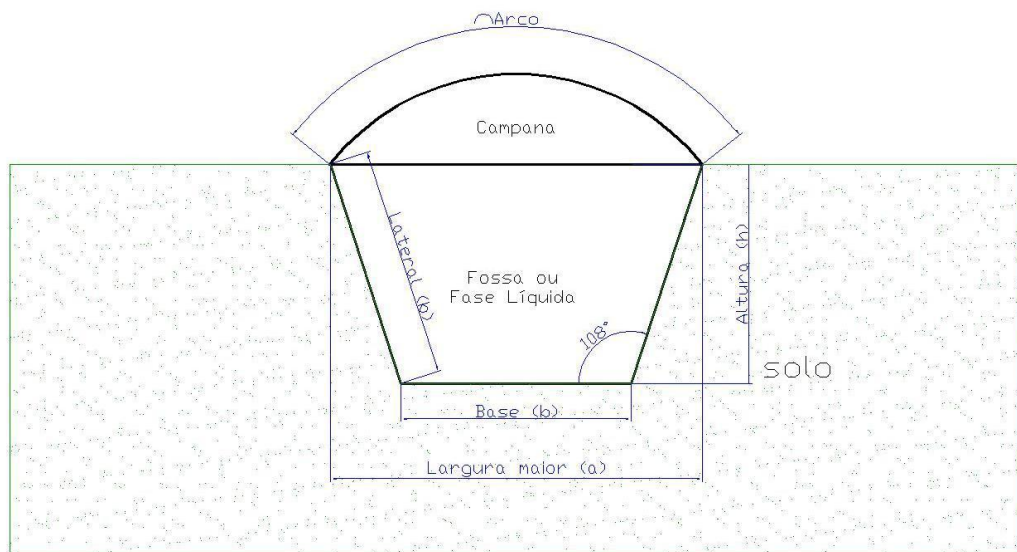 ⌒Arco
Campana
Lateral (b)
Fossa ou
Fase Líquida
108°
Altura (h)
solo
Base (b)
Largura maior (a)